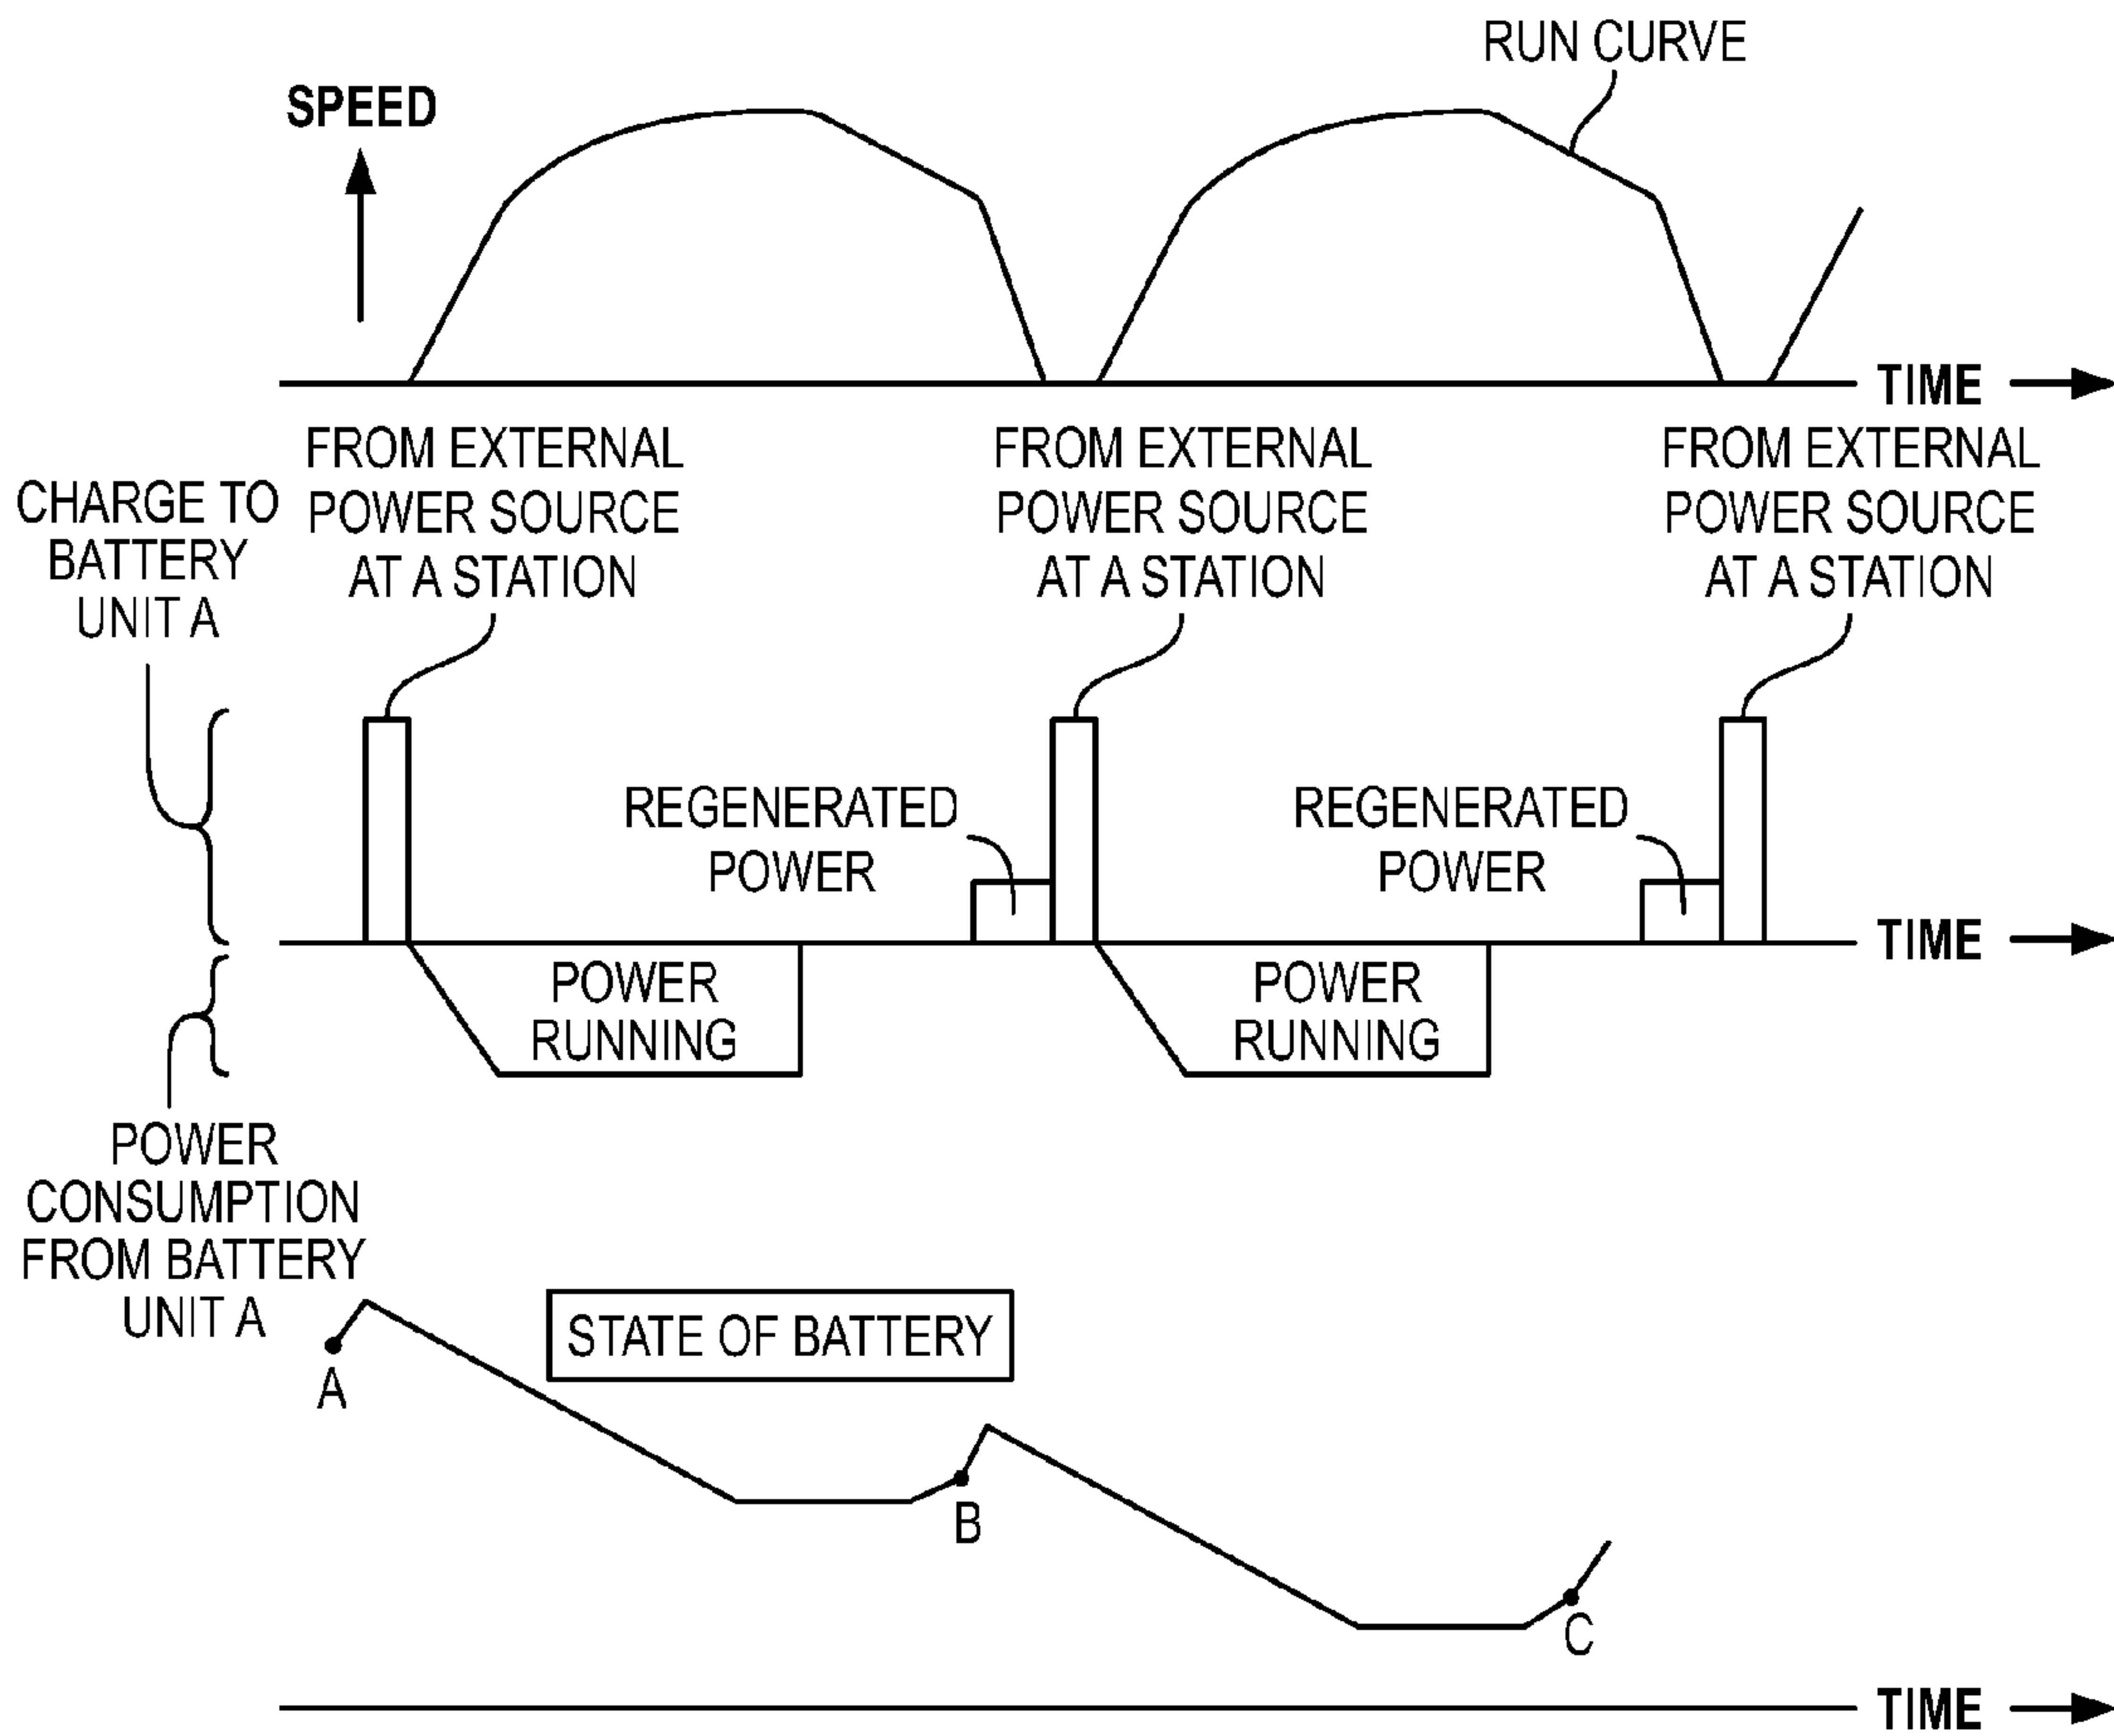 RUN CURVE
SPEED
TIME
FROM EXTERNAL
POWER SOURCE
AT A STATION
FROM EXTERNAL
POWER SOURCE
AT A STATION
FROM EXTERNAL
POWER SOURCE
AT A STATION
CHARGE TO
BATTERY
UNIT A
REGENERATED
POWER
REGENERATED
POWER
TIME
POWER
RUNNING
POWER
RUNNING
POWER
CONSUMPTION
FROM BATTERY
UNIT A
STATE OF BATTERY
A
B
C
TIME